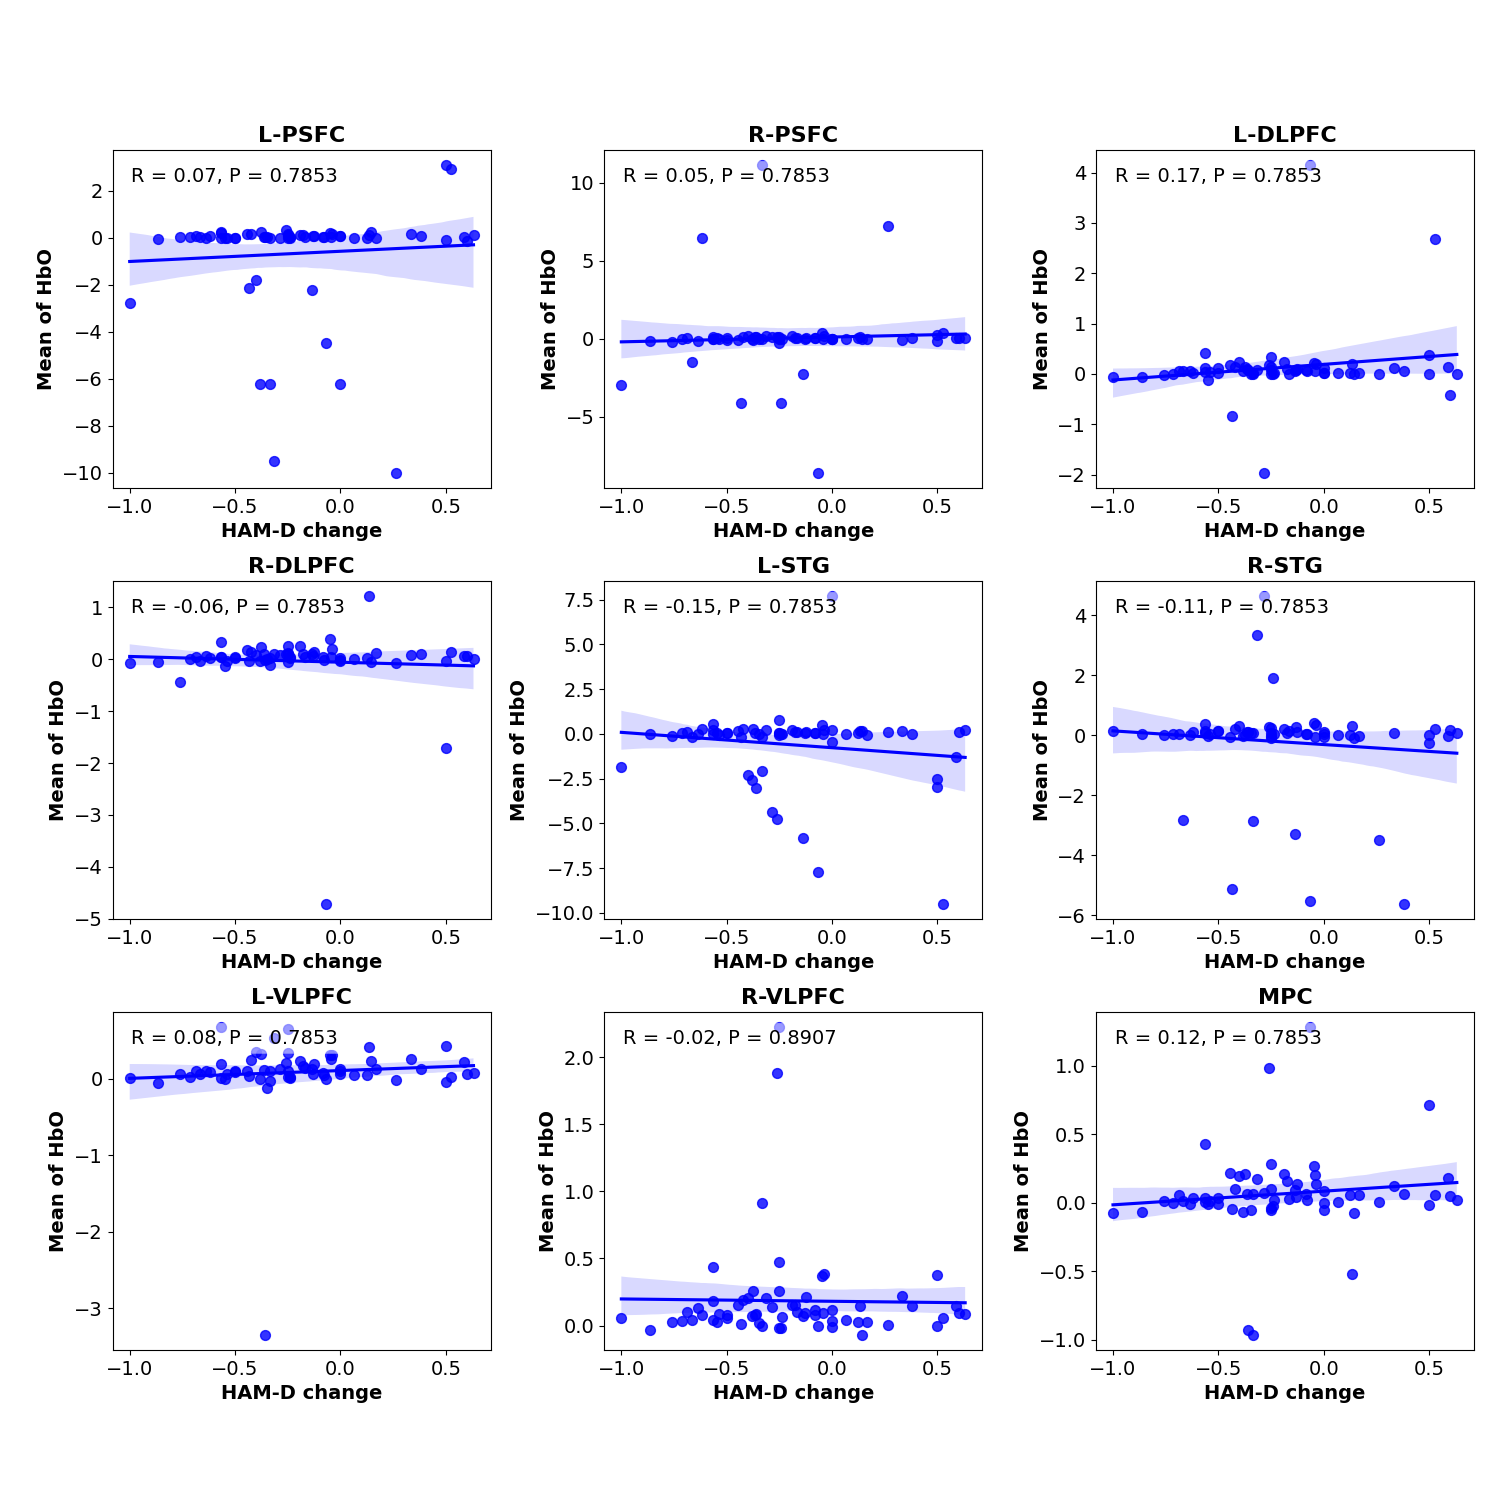 L-PSFC
R = 0.07, P = 0.7853
Mean of HbO
2
0
−2
−4
−6
−8
−10
−1.0 −0.5 0.0 0.5
HAM-D change
R-PSFC
R = 0.05, P = 0.7853
Mean of HbO
10
5
0
−5
−1.0 −0.5 0.0 0.5
HAM-D change
L-DLPFC
R = 0.17, P = 0.7853
Mean of HbO
4
3
2
1
0
−1
−2
−1.0 −0.5 0.0 0.5
HAM-D change
R-DLPFC
R = -0.06, P = 0.7853
Mean of HbO
1
0
−1
−2
−3
−4
−5
−1.0 −0.5 0.0 0.5
HAM-D change
L-STG
R = -0.15, P = 0.7853
Mean of HbO
7.5
5.0
2.5
0.0
−2.5
−5.0
−7.5
−10.0
−1.0 −0.5 0.0 0.5
HAM-D change
R-STG
R = -0.11, P = 0.7853
Mean of HbO
4
2
0
−2
−4
−6
−1.0 −0.5 0.0 0.5
HAM-D change
L-VLPFC
R = 0.08, P = 0.7853
Mean of HbO
0
−1
−2
−3
−1.0 −0.5 0.0 0.5
HAM-D change
R-VLPFC
R = -0.02, P = 0.8907
Mean of HbO
2.0
1.5
1.0
0.5
0.0
−1.0 −0.5 0.0 0.5
HAM-D change
MPC
R = 0.12, P = 0.7853
Mean of HbO
1.0
0.5
0.0
−0.5
−1.0
−1.0 −0.5 0.0 0.5
HAM-D change